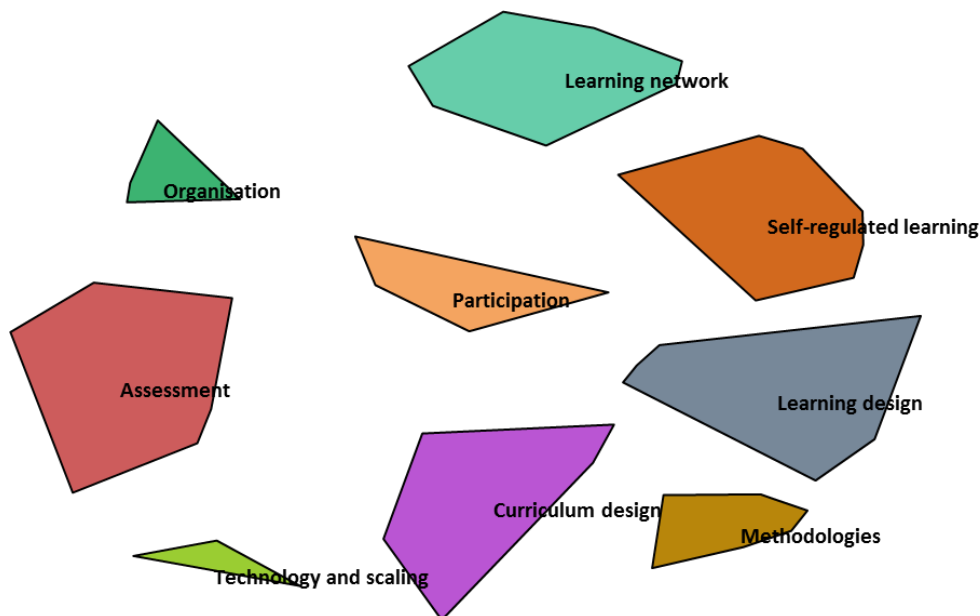 Learning network
Organisation
Self-regulated learning
Participation
Assessment
Learning design
Curriculum design
Methodologies
Technology and scaling